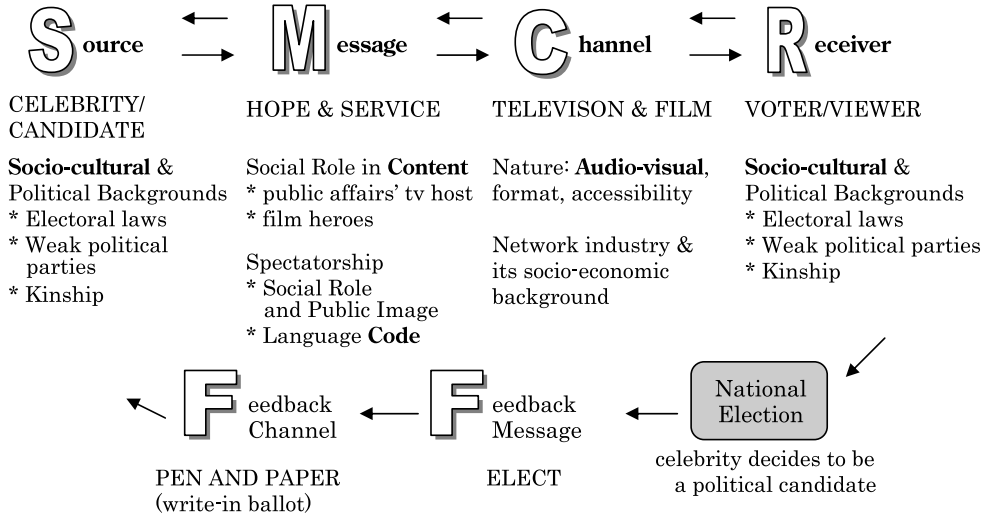 Source
Message
Channel
Receiver
CELEBRITY/
CANDIDATE
Socio-cultural &
Political Backgrounds
* Electoral laws
* Weak political
parties
* Kinship
HOPE & SERVICE
Social Role in Content
* public affairs' tv host
* film heroes
Spectatorship
* Social Role
and Public Image
* Language Code
TELEVISON & FILM
Nature: Audio-visual,
format, accessibility
Network industry &
its socio-economic
background
VOTER/VIEWER
Socio-cultural &
Political Backgrounds
* Electoral laws
* Weak political parties
* Kinship
National
Election
celebrity decides to be
a political candidate
Feedback
Message
ELECT
Feedback
Channel
PEN AND PAPER
(write-in ballot)